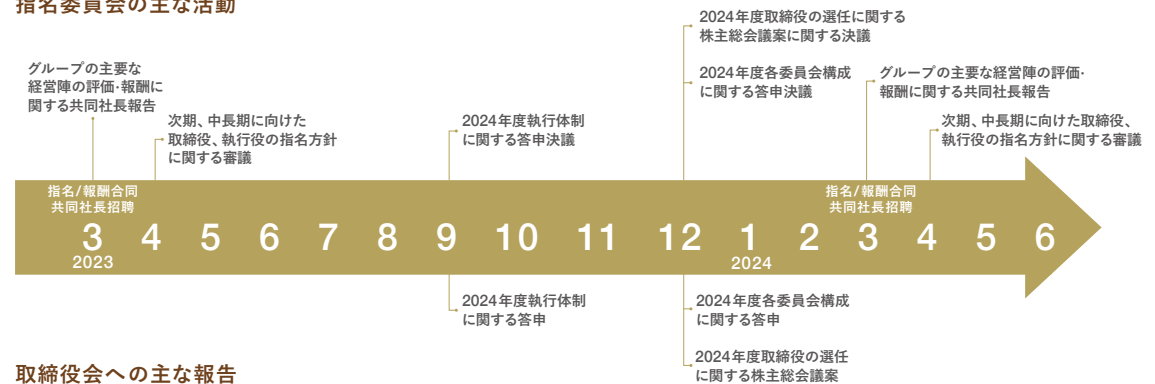 指名委員会の主な活動
グループの主要な
経営陣の評価・報酬に
関する共同社長報告
次期、中長期に向けた
取締役、執行役の指名方針
に関する審議
2024年度執行体制
に関する答申決議
2024年度取締役の選任に関する
株主総会議案に関する決議
2024年度各委員会構成
に関する答申決議
グループの主要な経営陣の評価・
報酬に関する共同社長報告
次期、中長期に向けた取締役、
執行役の指名方針に関する審議
指名/報酬合同
共同社長招聘
指名/報酬合同
共同社長招聘
3 4 5 6 7 8 9 10 11 12 1 2 3 4 5 6
2023 2024
2024年度執行体制
に関する答申
2024年度各委員会構成
に関する答申
2024年度取締役の選任
に関する株主総会議案
取締役会への主な報告